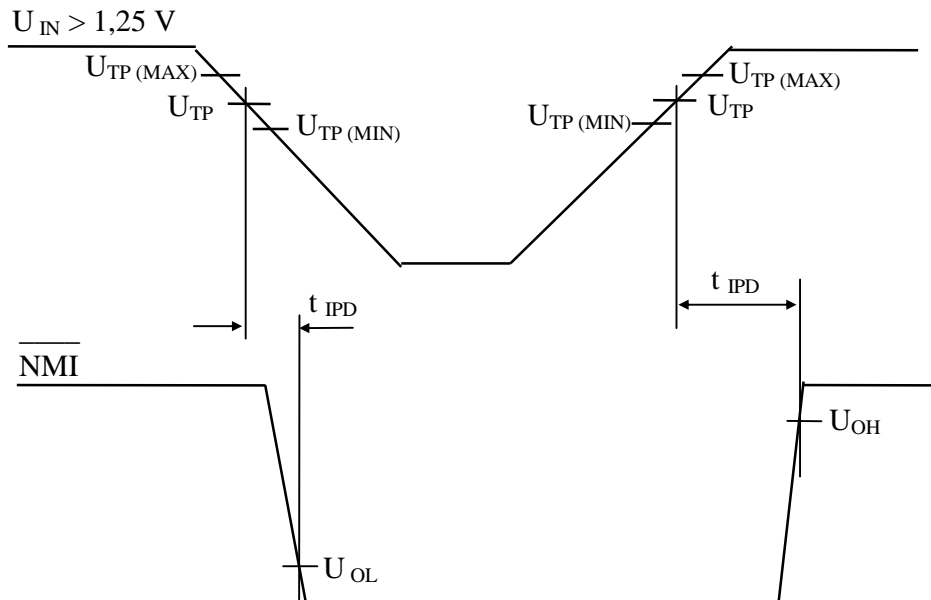 U IN > 1,25 V
UTP (MAX)
UTP
UTP (MIN)
UTP (MAX)
UTP
UTP (MIN)
t IPD
t IPD
NMI
UOH
U OL